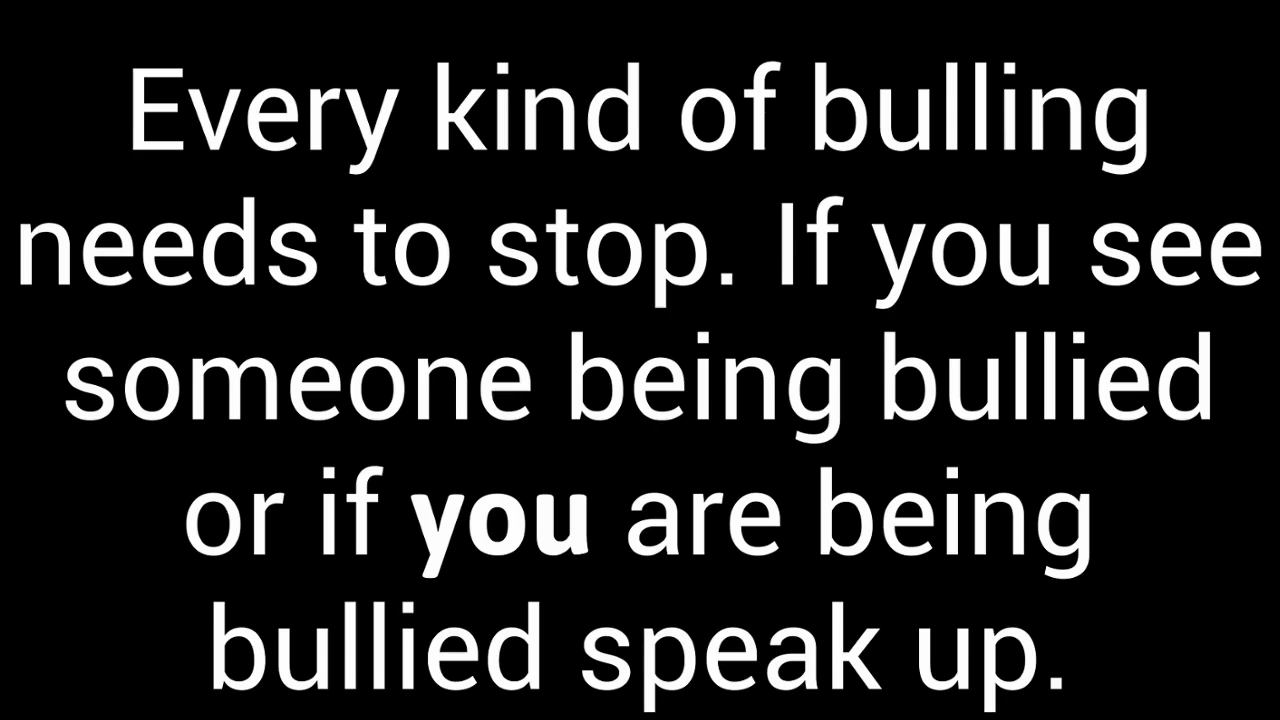 Every kind of bulling
needs to stop. If you see
someone being bullied
or if you are being
bullied speak up.